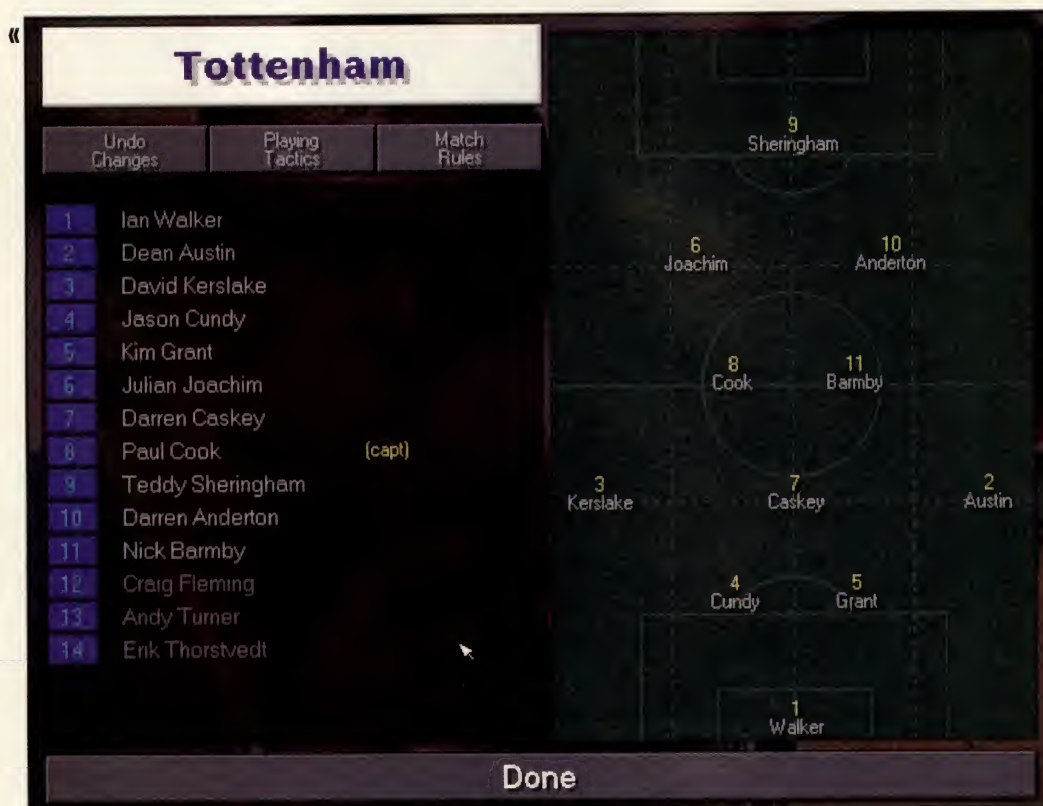 «
Tottenham
Undo Changes
Playing Tactics
Match Rules
1 Ian Walker
2 Dean Austin
3 David Kerslake
4 Jason Cundy
5 Kim Grant
6 Julian Joachim
7 Darren Caskey
8 Paul Cook (capt)
9 Teddy Sheringham
10 Darren Anderton
11 Nick Barmby
12 Craig Fleming
13 Andy Turner
14 Erik Thorstvedt
9
Sheringham
6
Joachim
10
Anderton
8
Cook
11
Barmby
3
Kerslake
7
Caskey
2
Austin
4
Cundy
5
Grant
1
Walker
Done